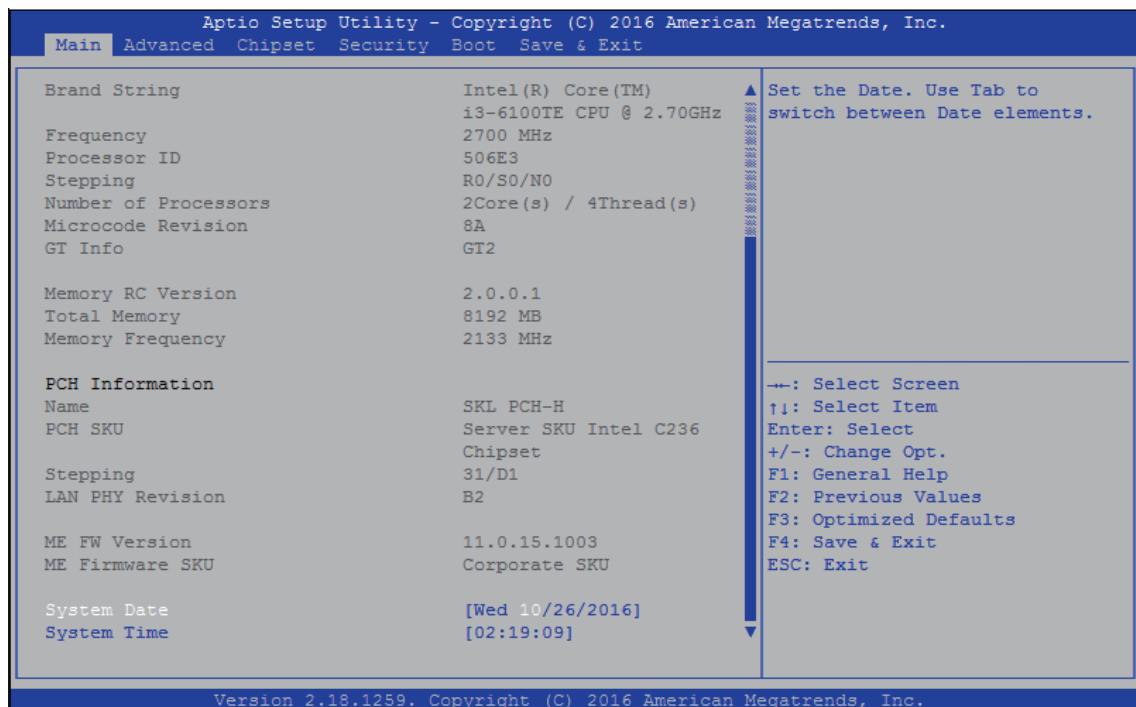 Aptio Setup Utility – Copyright (C) 2016 American Megatrends, Inc.
Main Advanced Chipset Security Boot Save & Exit
Brand String Intel(R) Core(TM)
i3-6100TE CPU @ 2.70GHz
Frequency 2700 MHz
Processor ID 506E3
Stepping R0/S0/N0
Number of Processors 2Core(s) / 4Thread(s)
Microcode Revision 8A
GT Info GT2
Memory RC Version 2.0.0.1
Total Memory 8192 MB
Memory Frequency 2133 MHz
PCH Information
Name SKL PCH-H
PCH SKU Server SKU Intel C236
Chipset
Stepping 31/D1
LAN PHY Revision B2
ME FW Version 11.0.15.1003
ME Firmware SKU Corporate SKU
System Date [Wed 10/26/2016]
System Time [02:19:09]
Set the Date. Use Tab to
switch between Date elements.
→←: Select Screen
↑↓: Select Item
Enter: Select
+/-: Change Opt.
F1: General Help
F2: Previous Values
F3: Optimized Defaults
F4: Save & Exit
ESC: Exit
Version 2.18.1259. Copyright (C) 2016 American Megatrends, Inc.